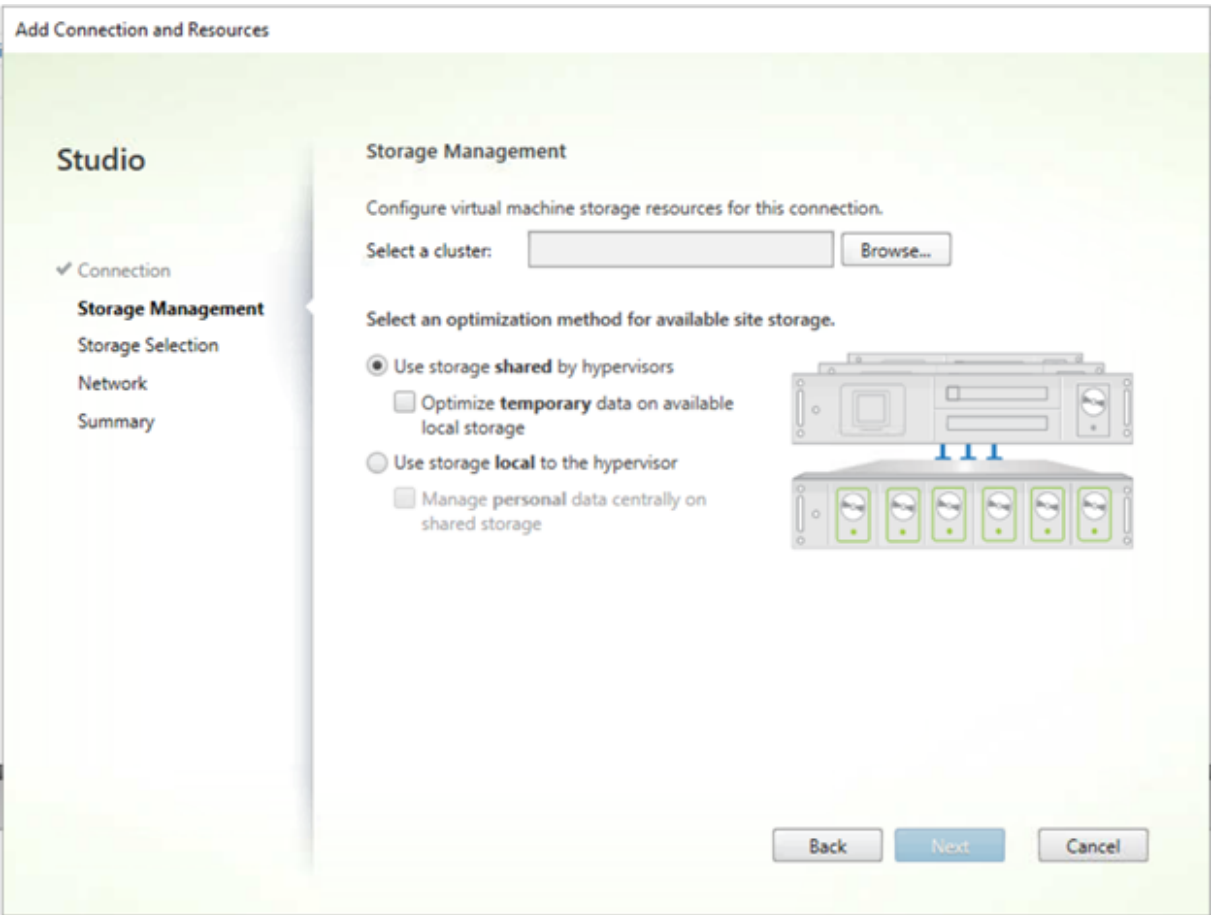 Add Connection and Resources
Studio
✔ Connection
Storage Management
Storage Selection
Network
Summary
Storage Management
Configure virtual machine storage resources for this connection.
Select a cluster:
Browse...
Select an optimization method for available site storage.
Use storage shared by hypervisors
Optimize temporary data on available
local storage
Use storage local to the hypervisor
Manage personal data centrally on
shared storage
Back
Next
Cancel